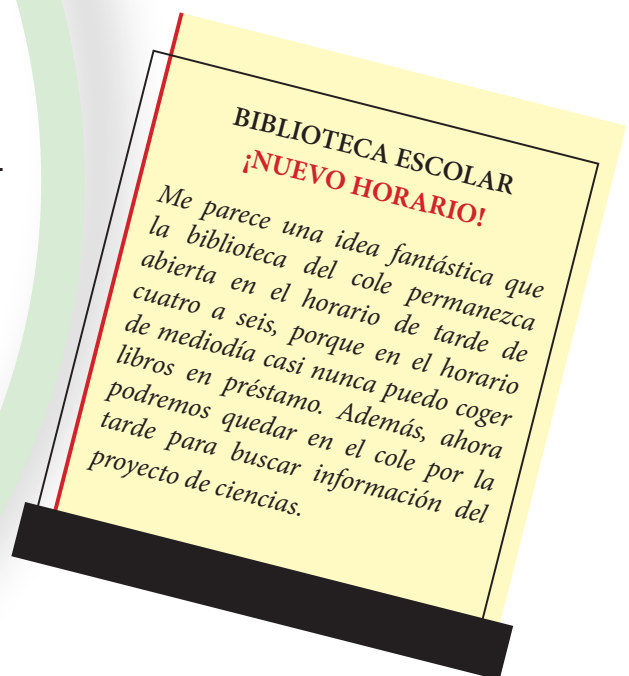 BIBLIOTECA ESCOLAR
¡NUEVO HORARIO!
Me parece una idea fantástica que
la biblioteca del cole permanezca
abierta en el horario de tarde de
cuatro a seis, porque en el horario
de mediodía casi nunca puedo coger
libros en préstamo. Además, ahora
podremos quedar en el cole por la
tarde para buscar información del
proyecto de ciencias.